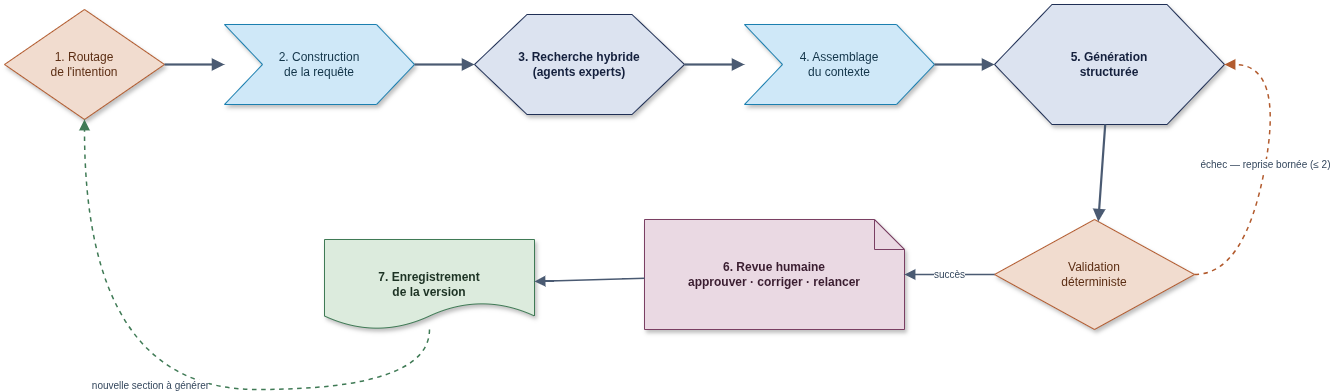 1. Routage
de l'intention
2. Construction
de la requête
3. Recherche hybride
(agents experts)
4. Assemblage
du contexte
5. Génération
structurée
échec — reprise bornée (≤ 2)
Validation
déterministe
succès
6. Revue humaine
approuver · corriger · relancer
7. Enregistrement
de la version
nouvelle section à générer